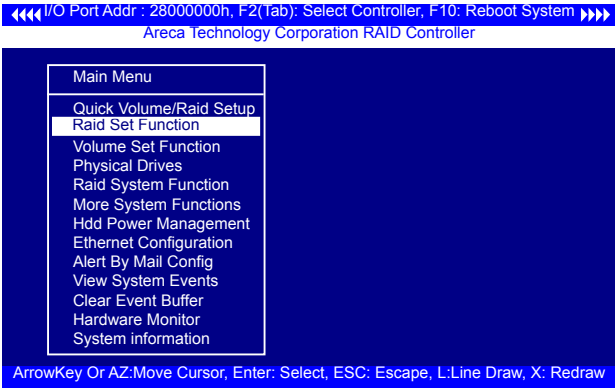 I/O Port Addr : 28000000h, F2(Tab): Select Controller, F10: Reboot System
Areca Technology Corporation RAID Controller
Main Menu
Quick Volume/Raid Setup
Raid Set Function
Volume Set Function
Physical Drives
Raid System Function
More System Functions
Hdd Power Management
Ethernet Configuration
Alert By Mail Config
View System Events
Clear Event Buffer
Hardware Monitor
System information
ArrowKey Or AZ:Move Cursor, Enter: Select, ESC: Escape, L:Line Draw, X: Redraw